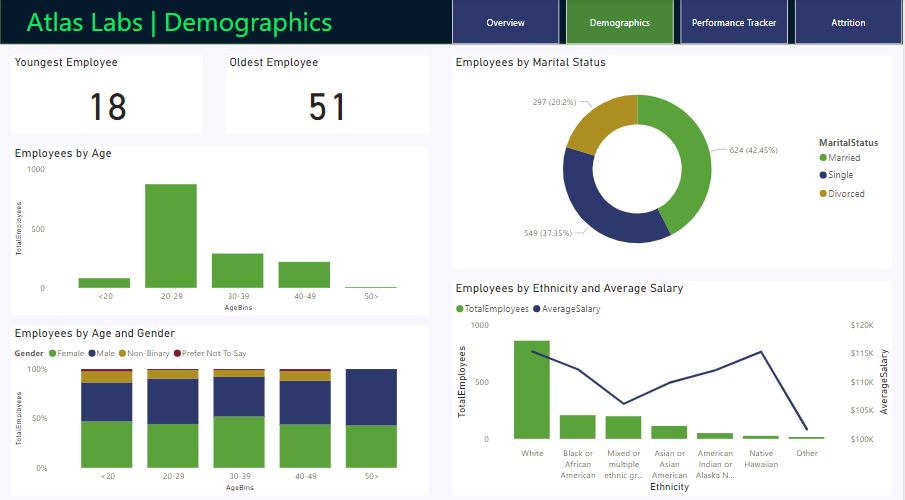 Atlas Labs | Demographics
Overview
Demographics
Performance Tracker
Attrition
Youngest Employee
18
Oldest Employee
51
Employees by Age
TotalEmployees
1000
500
0
<20
20-29
30-39
40-49
50>
AgeBins
Employees by Age and Gender
Gender
Female
Male
Non-Binary
Prefer Not To Say
TotalEmployees
100%
50%
0%
<20
20-29
30-39
40-49
50>
AgeBins
Employees by Marital Status
297 (20.2%)
624 (42.45%)
549 (37.35%)
MaritalStatus
Married
Single
Divorced
Employees by Ethnicity and Average Salary
TotalEmployees
AverageSalary
TotalEmployees
1000
500
0
$120K
$115K
$110K
$105K
$100K
AverageSalary
White
Black or
African
American
Mixed or
multiple
ethnic gr...
Asian or
Asian
American
American
Indian or
Alaska N...
Native
Hawaiian
Other
Ethnicity